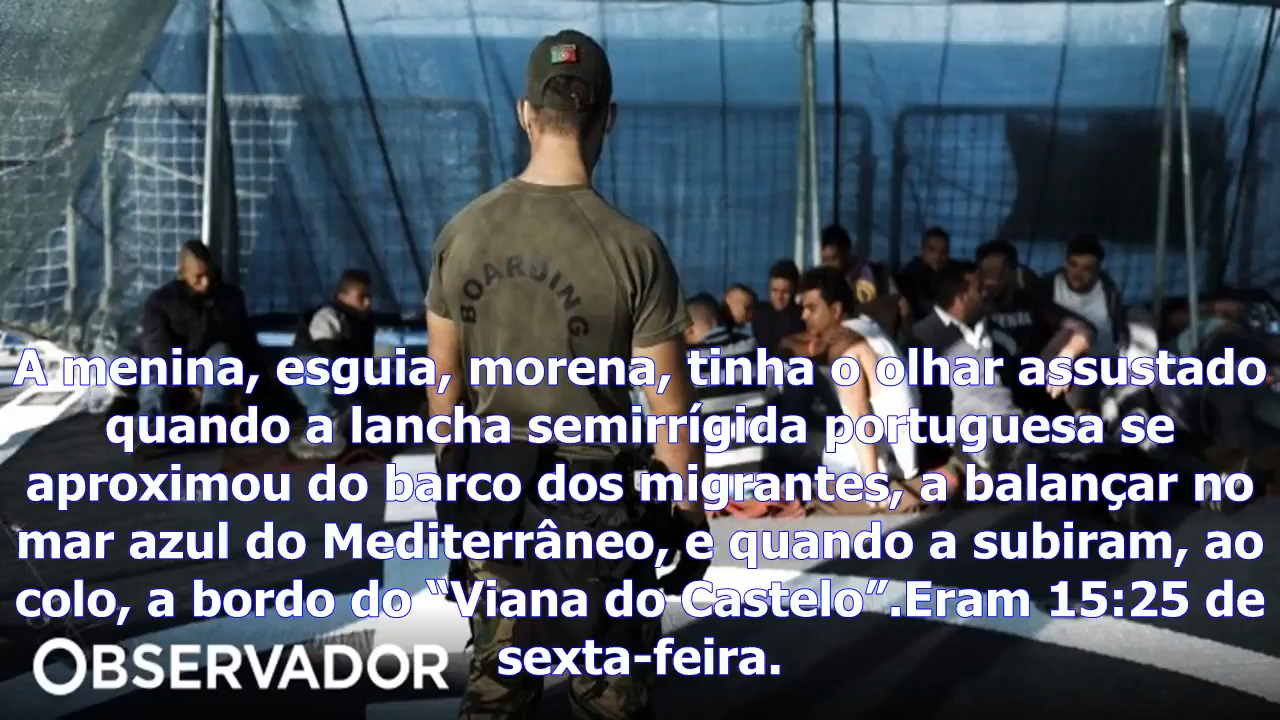 BOARDING
A menina, esguia, morena, tinha o olhar assustado
quando a lancha semirrígida portuguesa se
aproximou do barco dos migrantes, a balançar no
mar azul do Mediterrâneo, e quando a subiram, ao
colo, a bordo do “Viana do Castelo”.Eram 15:25 de
sexta-feira.
OBSERVADOR